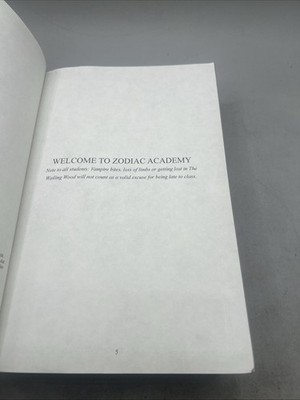 WELCOME TO ZODIAC ACADEMY
Note to all students: Vampire bites, loss of limbs or getting lost in The
Wailing Wood will not count as a valid excuse for being late to class.
5